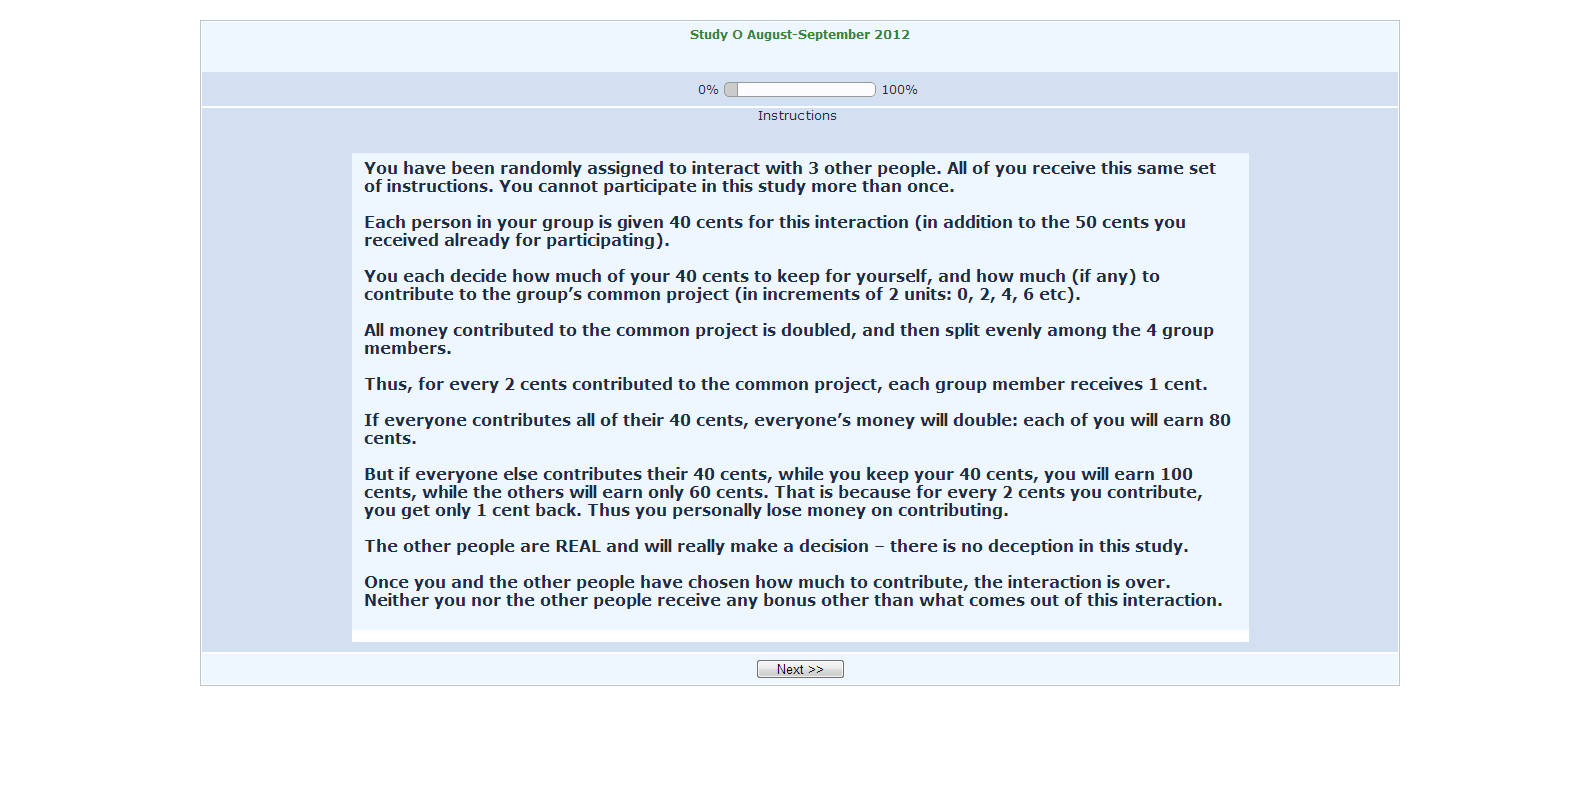 Study O August-September 2012
0% 100%
Instructions
You have been randomly assigned to interact with 3 other people. All of you receive this same set
of instructions. You cannot participate in this study more than once.
Each person in your group is given 40 cents for this interaction (in addition to the 50 cents you
received already for participating).
You each decide how much of your 40 cents to keep for yourself, and how much (if any) to
contribute to the group’s common project (in increments of 2 units: 0, 2, 4, 6 etc).
All money contributed to the common project is doubled, and then split evenly among the 4 group
members.
Thus, for every 2 cents contributed to the common project, each group member receives 1 cent.
If everyone contributes all of their 40 cents, everyone’s money will double: each of you will earn 80
cents.
But if everyone else contributes their 40 cents, while you keep your 40 cents, you will earn 100
cents, while the others will earn only 60 cents. That is because for every 2 cents you contribute,
you get only 1 cent back. Thus you personally lose money on contributing.
The other people are REAL and will really make a decision – there is no deception in this study.
Once you and the other people have chosen how much to contribute, the interaction is over.
Neither you nor the other people receive any bonus other than what comes out of this interaction.
Next >>